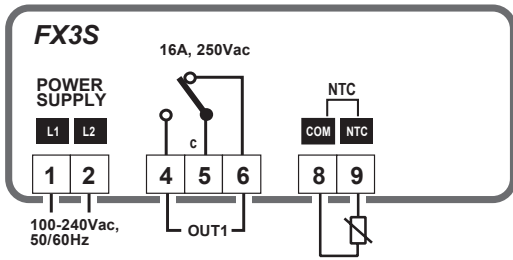 FX3S
16A, 250Vac
POWER
SUPPLY
NTC
L1 L2
C
COM NTC
1 2 4 5 6 8 9
100-240Vac,
50/60Hz
OUT1